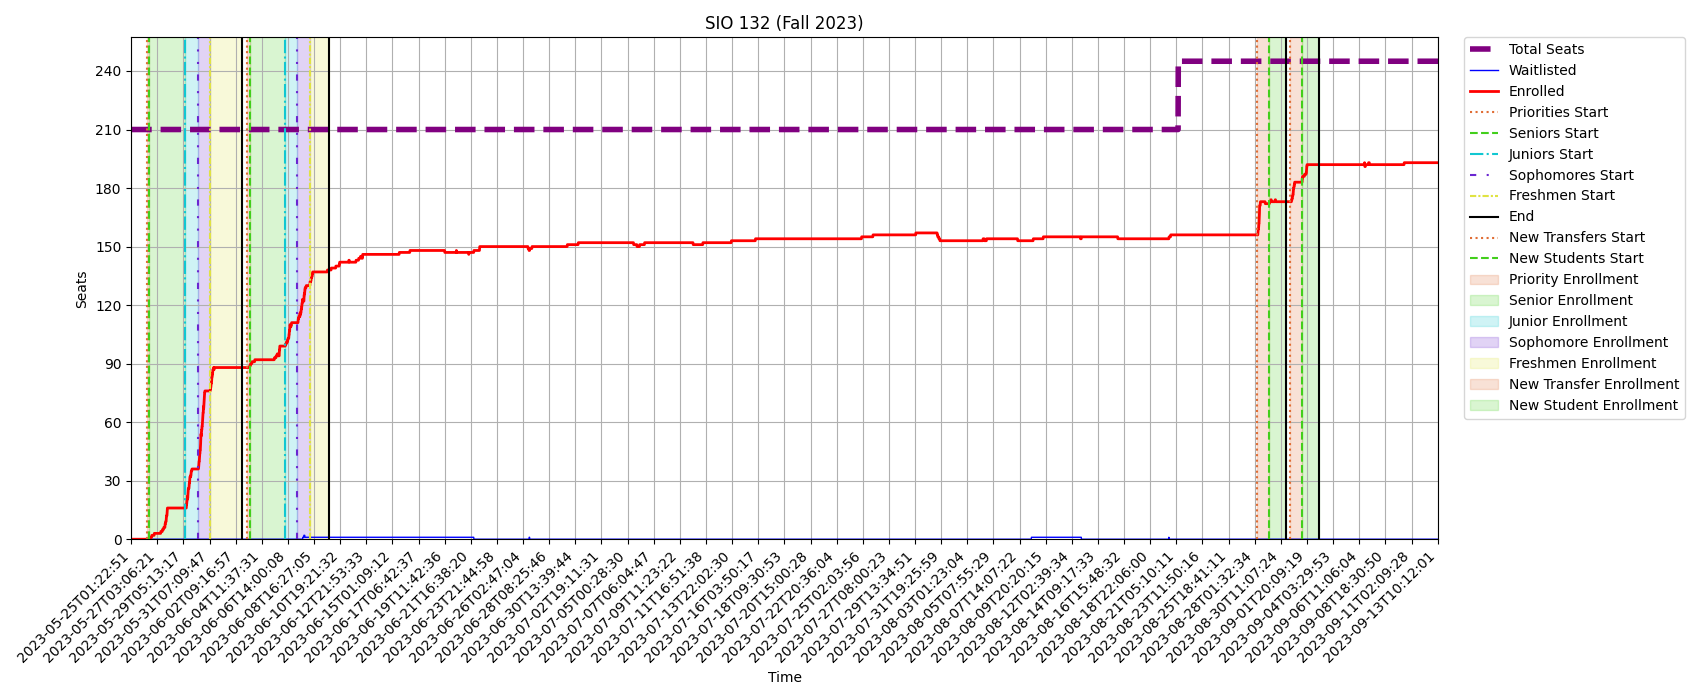 SIO 132 (Fall 2023)
Seats
240
210
180
150
120
90
60
30
0
2023-05-25T01:22:51
2023-05-27T03:06:21
2023-05-29T05:13:17
2023-05-31T07:09:47
2023-06-02T09:16:57
2023-06-04T11:37:31
2023-06-06T14:00:08
2023-06-08T16:27:05
2023-06-10T19:21:32
2023-06-12T21:53:33
2023-06-15T01:09:12
2023-06-17T06:42:37
2023-06-19T11:42:36
2023-06-21T16:38:20
2023-06-23T21:44:58
2023-06-26T02:47:04
2023-06-28T08:25:46
2023-06-30T13:39:44
2023-07-02T19:11:31
2023-07-05T00:28:30
2023-07-07T06:04:47
2023-07-09T11:23:22
2023-07-11T16:51:38
2023-07-13T22:02:30
2023-07-16T03:50:17
2023-07-18T09:30:53
2023-07-20T15:00:28
2023-07-22T20:36:04
2023-07-25T02:03:56
2023-07-27T08:00:23
2023-07-29T13:34:51
2023-07-31T19:25:59
2023-08-03T01:23:04
2023-08-05T07:55:29
2023-08-07T14:07:22
2023-08-09T20:20:15
2023-08-12T02:39:34
2023-08-14T09:17:33
2023-08-16T15:48:32
2023-08-18T22:06:00
2023-08-21T05:10:11
2023-08-23T11:50:16
2023-08-25T18:41:11
2023-08-28T01:32:34
2023-08-30T11:07:24
2023-09-01T20:09:19
2023-09-04T03:29:53
2023-09-06T11:06:04
2023-09-08T18:30:50
2023-09-11T02:09:28
2023-09-13T10:12:01
Time
Total Seats
Waitlisted
Enrolled
Priorities Start
Seniors Start
Juniors Start
Sophomores Start
Freshmen Start
End
New Transfers Start
New Students Start
Priority Enrollment
Senior Enrollment
Junior Enrollment
Sophomore Enrollment
Freshmen Enrollment
New Transfer Enrollment
New Student Enrollment